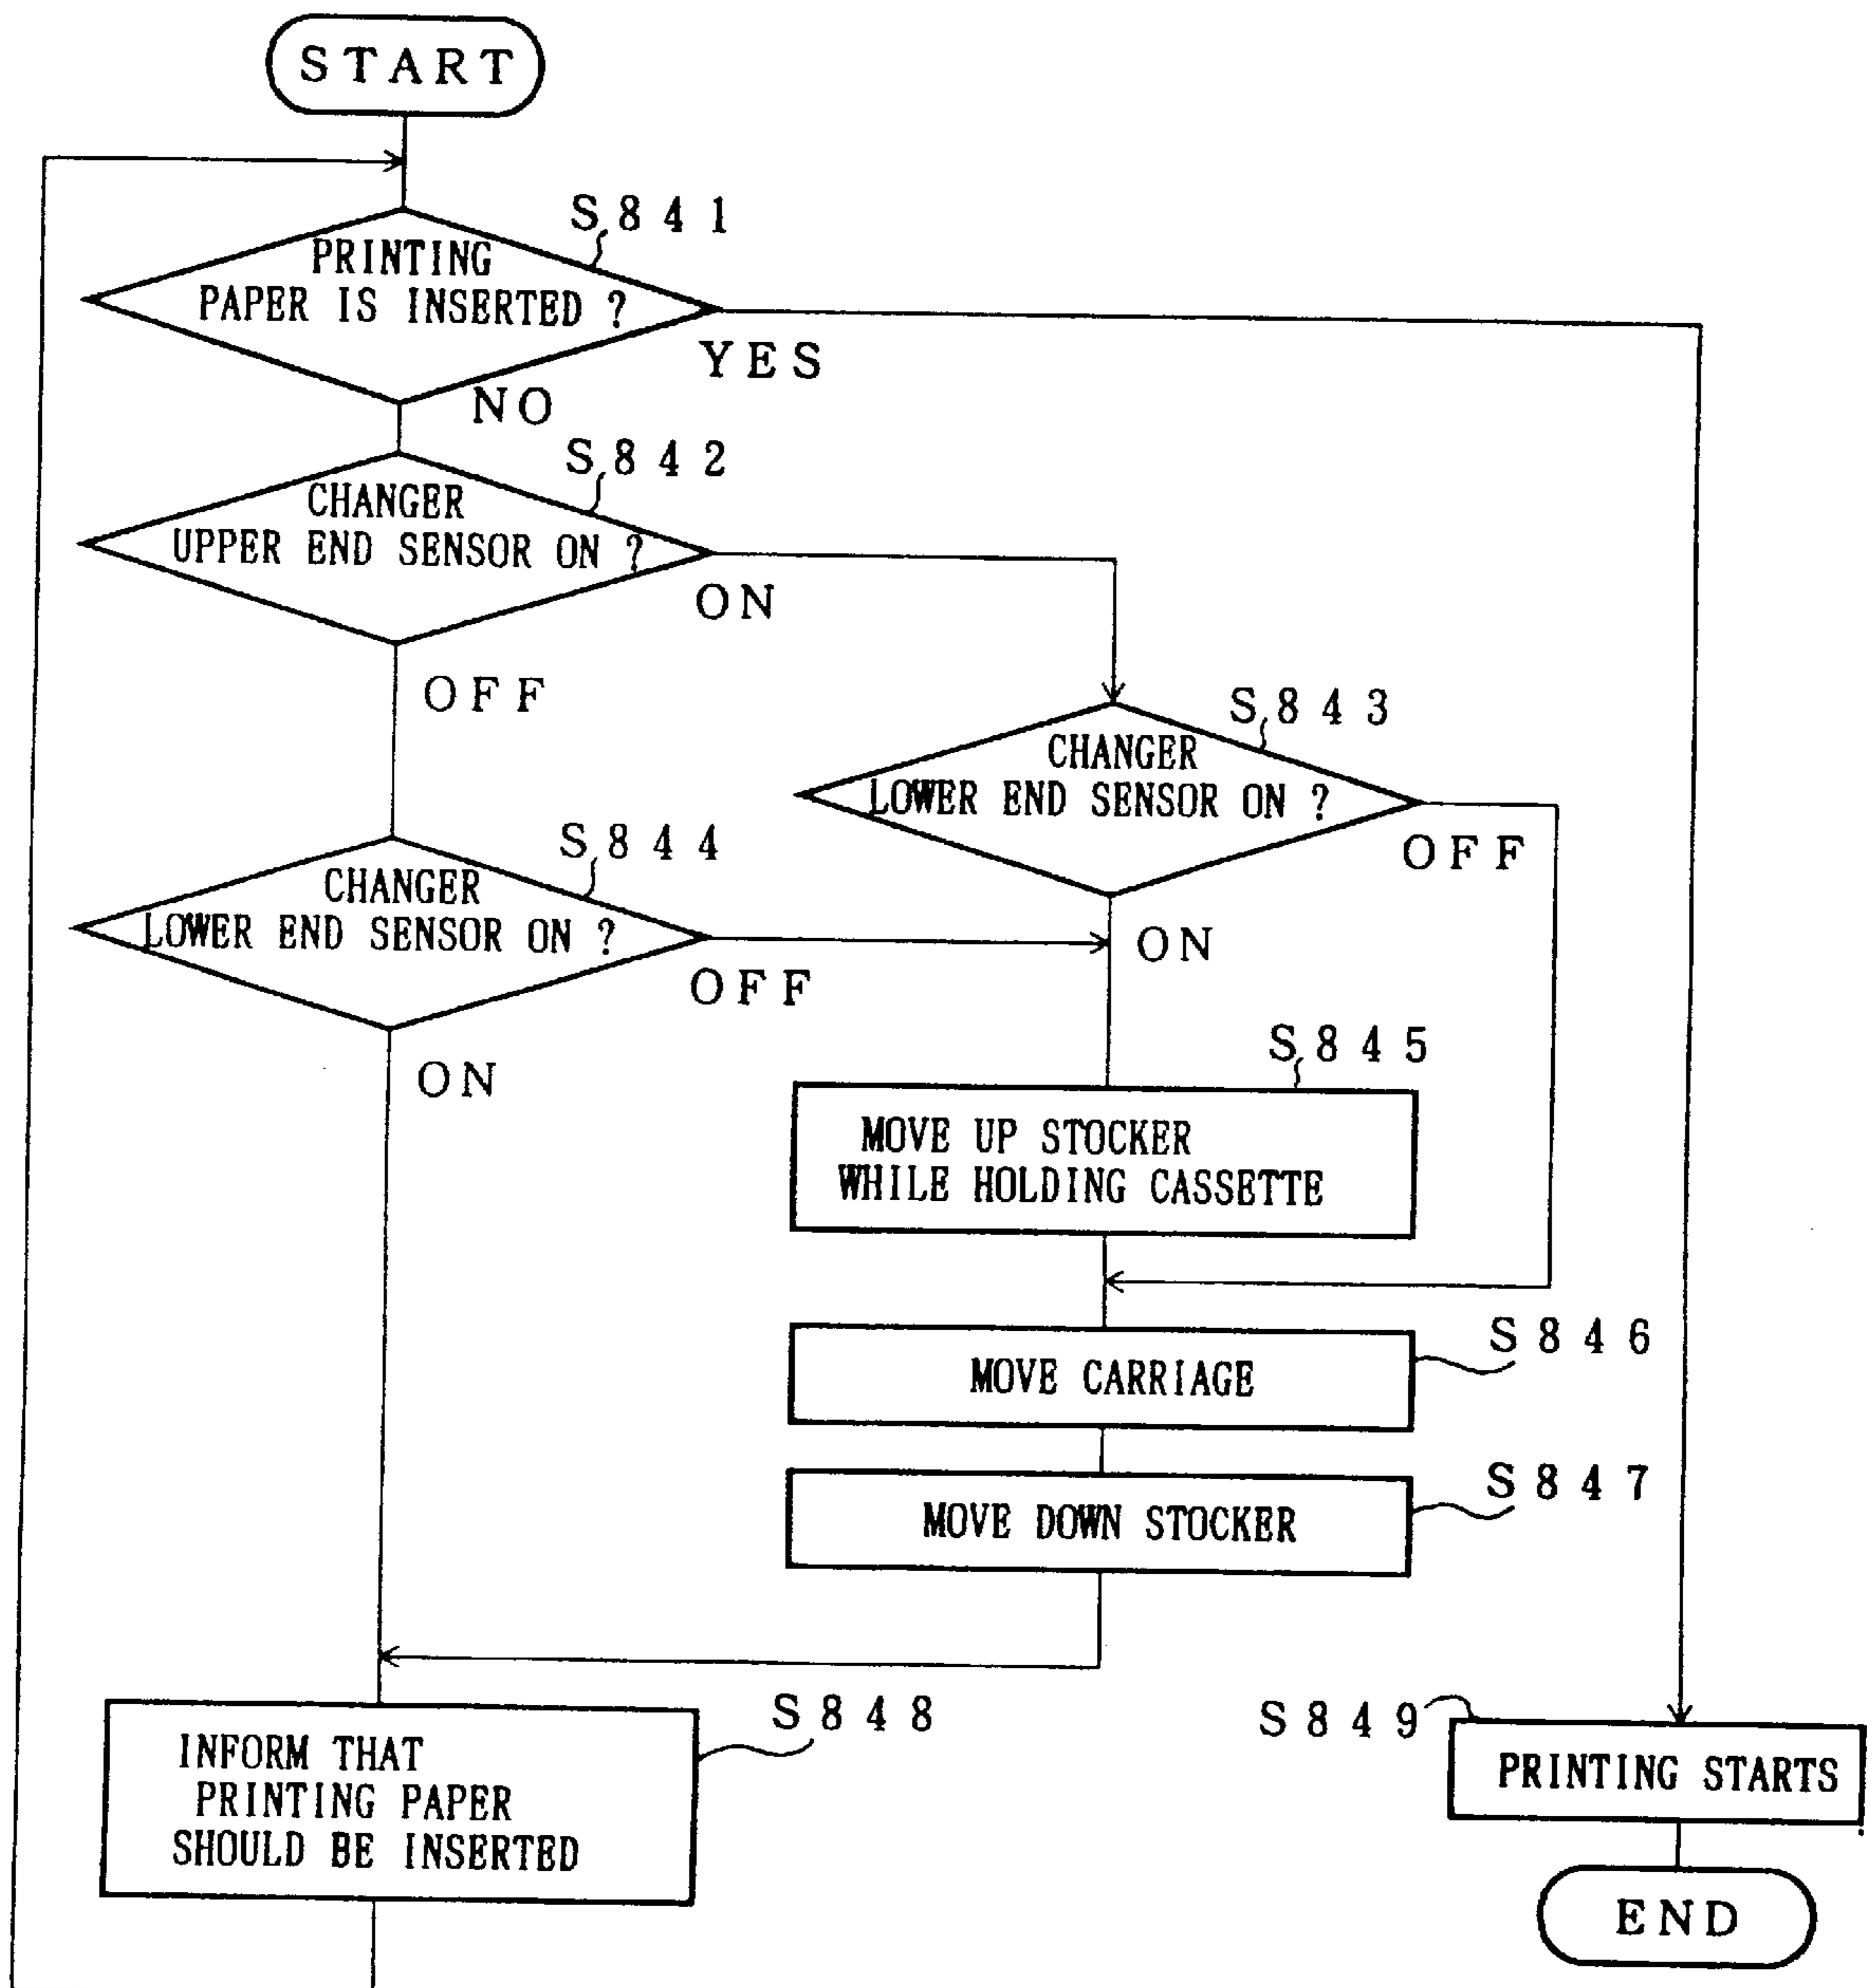 START
S841
PRINTING
PAPER IS INSERTED ?
YES
NO
S842
CHANGER
UPPER END SENSOR ON ?
ON
OFF
S843
CHANGER
LOWER END SENSOR ON ?
OFF
S844
CHANGER
LOWER END SENSOR ON ?
ON
OFF
ON
S845
MOVE UP STOCKER
WHILE HOLDING CASSETTE
S846
MOVE CARRIAGE
S847
MOVE DOWN STOCKER
S848
INFORM THAT
PRINTING PAPER
SHOULD BE INSERTED
S849
PRINTING STARTS
END